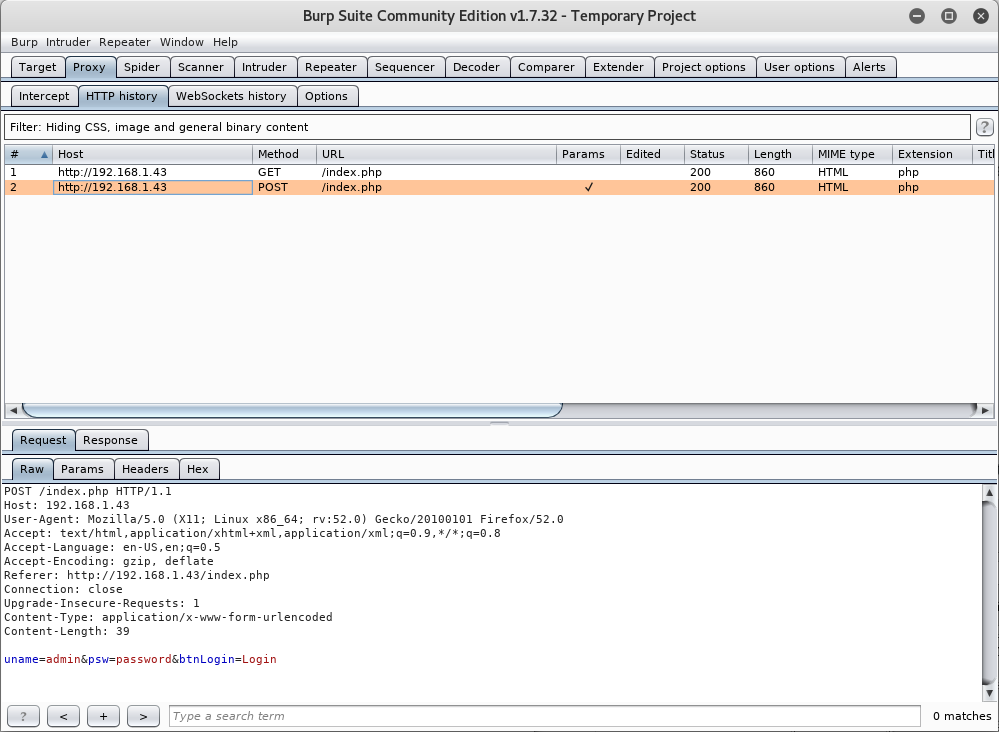 Burp Suite Community Edition v1.7.32 - Temporary Project
Burp Intruder Repeater Window Help
Target Proxy Spider Scanner Intruder Repeater Sequencer Decoder Comparer Extender Project options User options Alerts
Intercept HTTP history WebSockets history Options
Filter: Hiding CSS, image and general binary content ?
# Host Method URL Params Edited Status Length MIME type Extension Titl
1 http://192.168.1.43 GET /index.php 200 860 HTML php
2 http://192.168.1.43 POST /index.php ✓ 200 860 HTML php
Request Response
Raw Params Headers Hex
POST /index.php HTTP/1.1
Host: 192.168.1.43
User-Agent: Mozilla/5.0 (X11; Linux x86_64; rv:52.0) Gecko/20100101 Firefox/52.0
Accept: text/html,application/xhtml+xml,application/xml;q=0.9,*/*;q=0.8
Accept-Language: en-US,en;q=0.5
Accept-Encoding: gzip, deflate
Referer: http://192.168.1.43/index.php
Connection: close
Upgrade-Insecure-Requests: 1
Content-Type: application/x-www-form-urlencoded
Content-Length: 39
uname=admin&psw=password&btnLogin=Login
? < + > Type a search term 0 matches